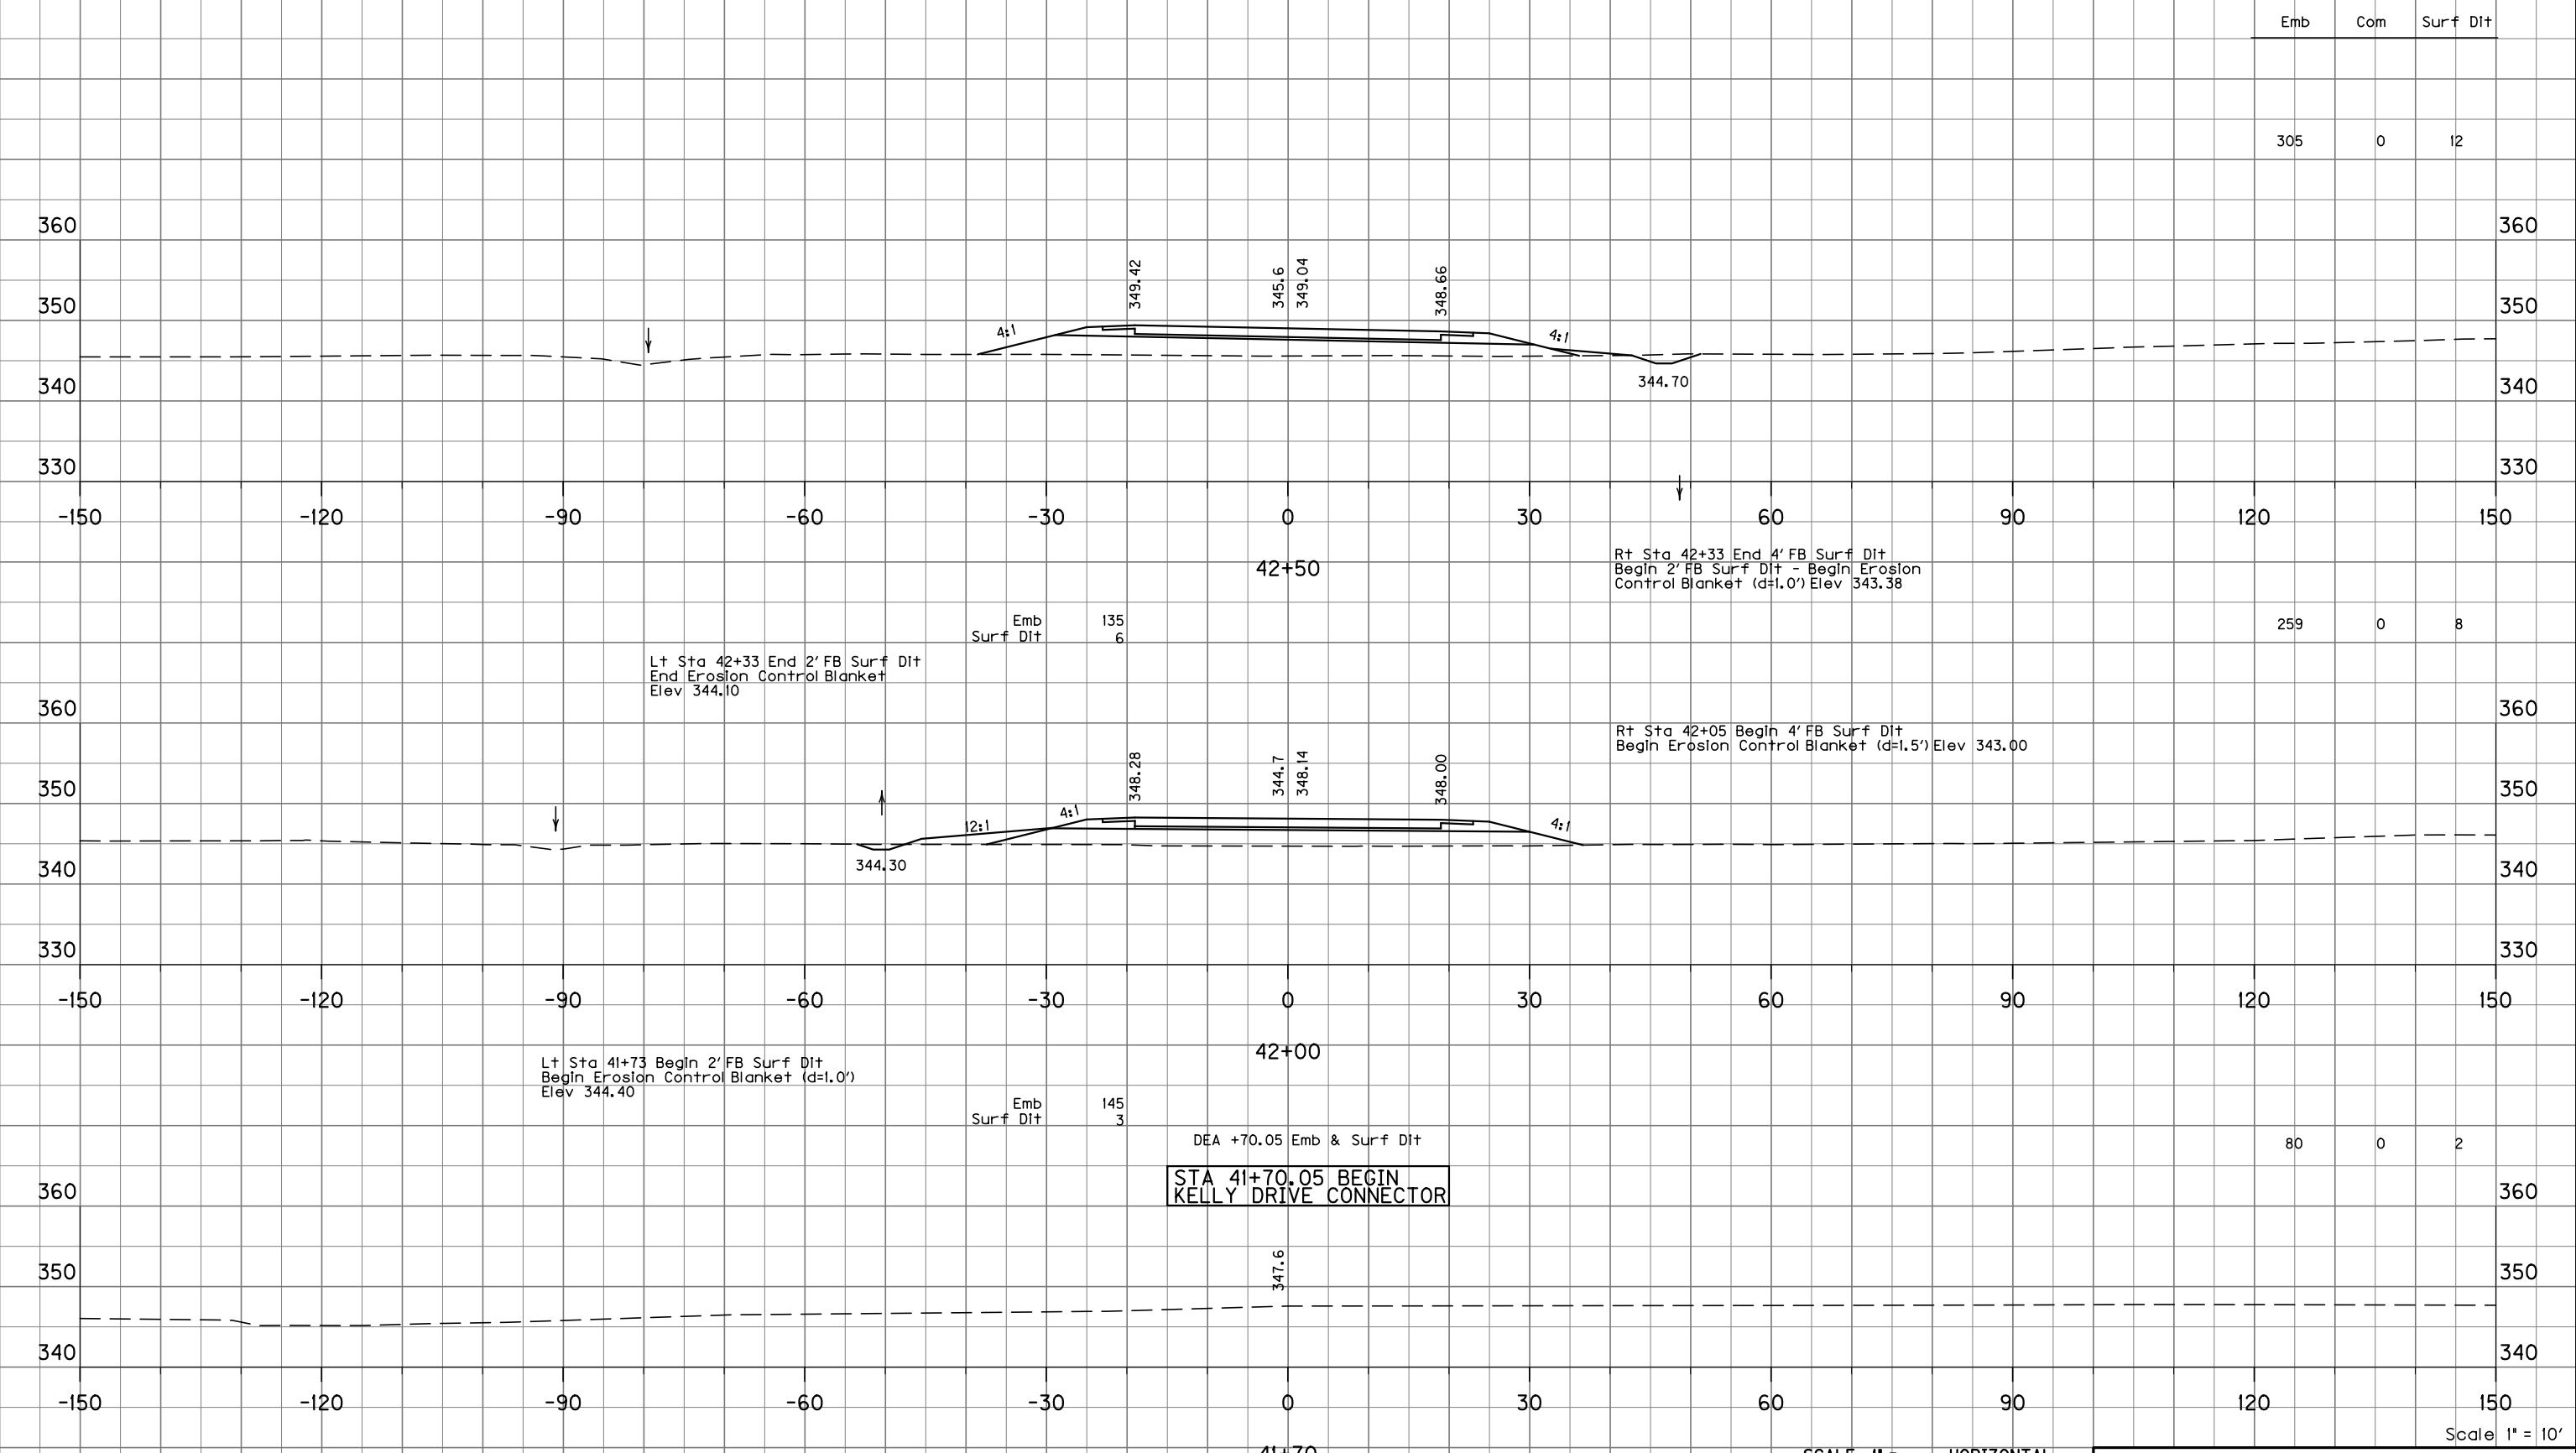 Emb Com Surf Dit
305 0 12
360 360
349.42 345.6 349.04 348.66
350 350
4:1 4:1
344.70
340 340
330 330
-150 -120 -90 -60 -30 0 30 60 90 120 150
42+50
Rt Sta 42+33 End 4' FB Surf Dit
Begin 2' FB Surf Dit - Begin Erosion
Control Blanket (d=1.0') Elev 343.38
Emb 135
Surf Dit 6
259 0 8
Lt Sta 42+33 End 2' FB Surf Dit
End Erosion Control Blanket
Elev 344.10
360 360
Rt Sta 42+05 Begin 4' FB Surf Dit
Begin Erosion Control Blanket (d=1.5') Elev 343.00
348.28 344.7 348.14 348.00
350 350
12:1 4:1 4:1
344.30
340 340
330 330
-150 -120 -90 -60 -30 0 30 60 90 120 150
42+00
Lt Sta 41+73 Begin 2' FB Surf Dit
Begin Erosion Control Blanket (d=1.0')
Elev 344.40
Emb 145
Surf Dit 3
DEA +70.05 Emb & Surf Dit
80 0 2
STA 41+70.05 BEGIN
KELLY DRIVE CONNECTOR
360 360
347.6
350 350
340 340
-150 -120 -90 -60 -30 0 30 60 90 120 150
Scale 1" = 10'
41+70
SCALE 1" = HORIZONTAL